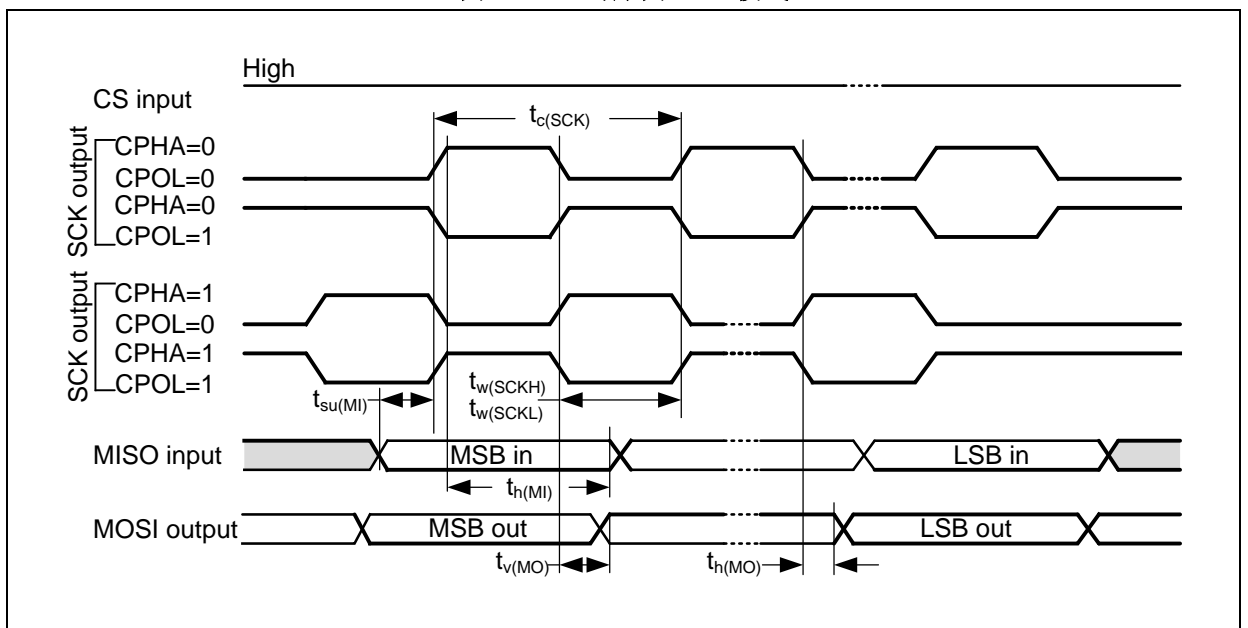 High
CS input
tc(SCK)
SCK output
CPHA=0
CPOL=0
CPHA=0
CPOL=1
SCK output
CPHA=1
CPOL=0
CPHA=1
CPOL=1
tsu(MI)
tw(SCKH)
tw(SCKL)
MISO input
MSB in
LSB in
th(MI)
MOSI output
MSB out
LSB out
tv(MO)
th(MO)